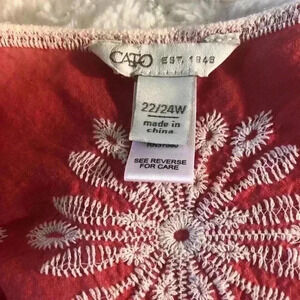 CATO EST. 1946
22/24W
made in
china
SEE REVERSE
FOR CARE